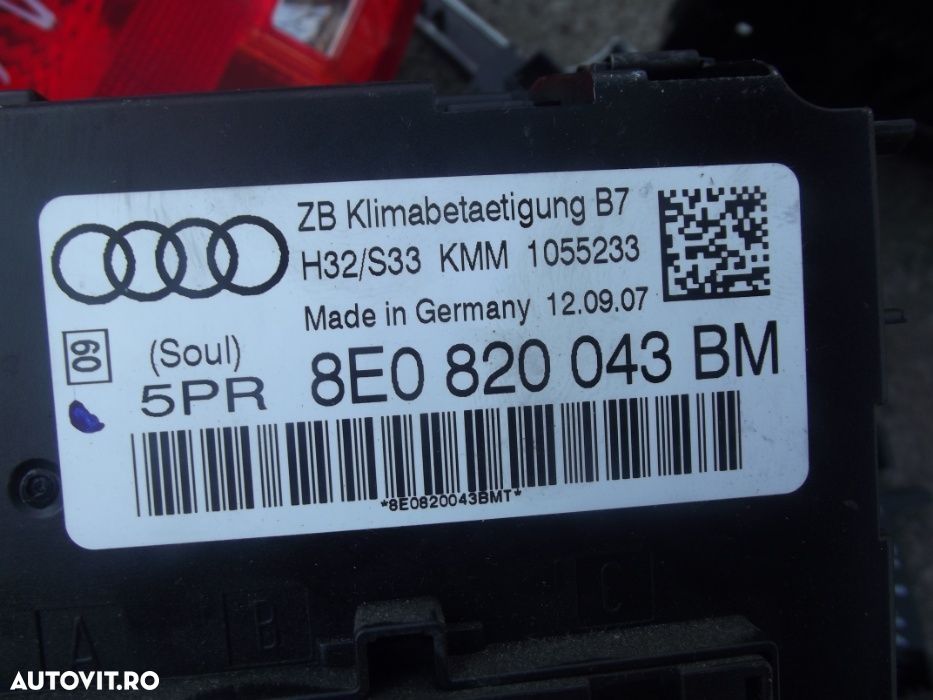 ZB Klimabetaetigung B7
H32/S33 KMM 1055233
Made in Germany 12.09.07
09
(Soul)
5PR 8E0 820 043 BM
*8E0820043BMT*
A B C
AUTOVIT.RO